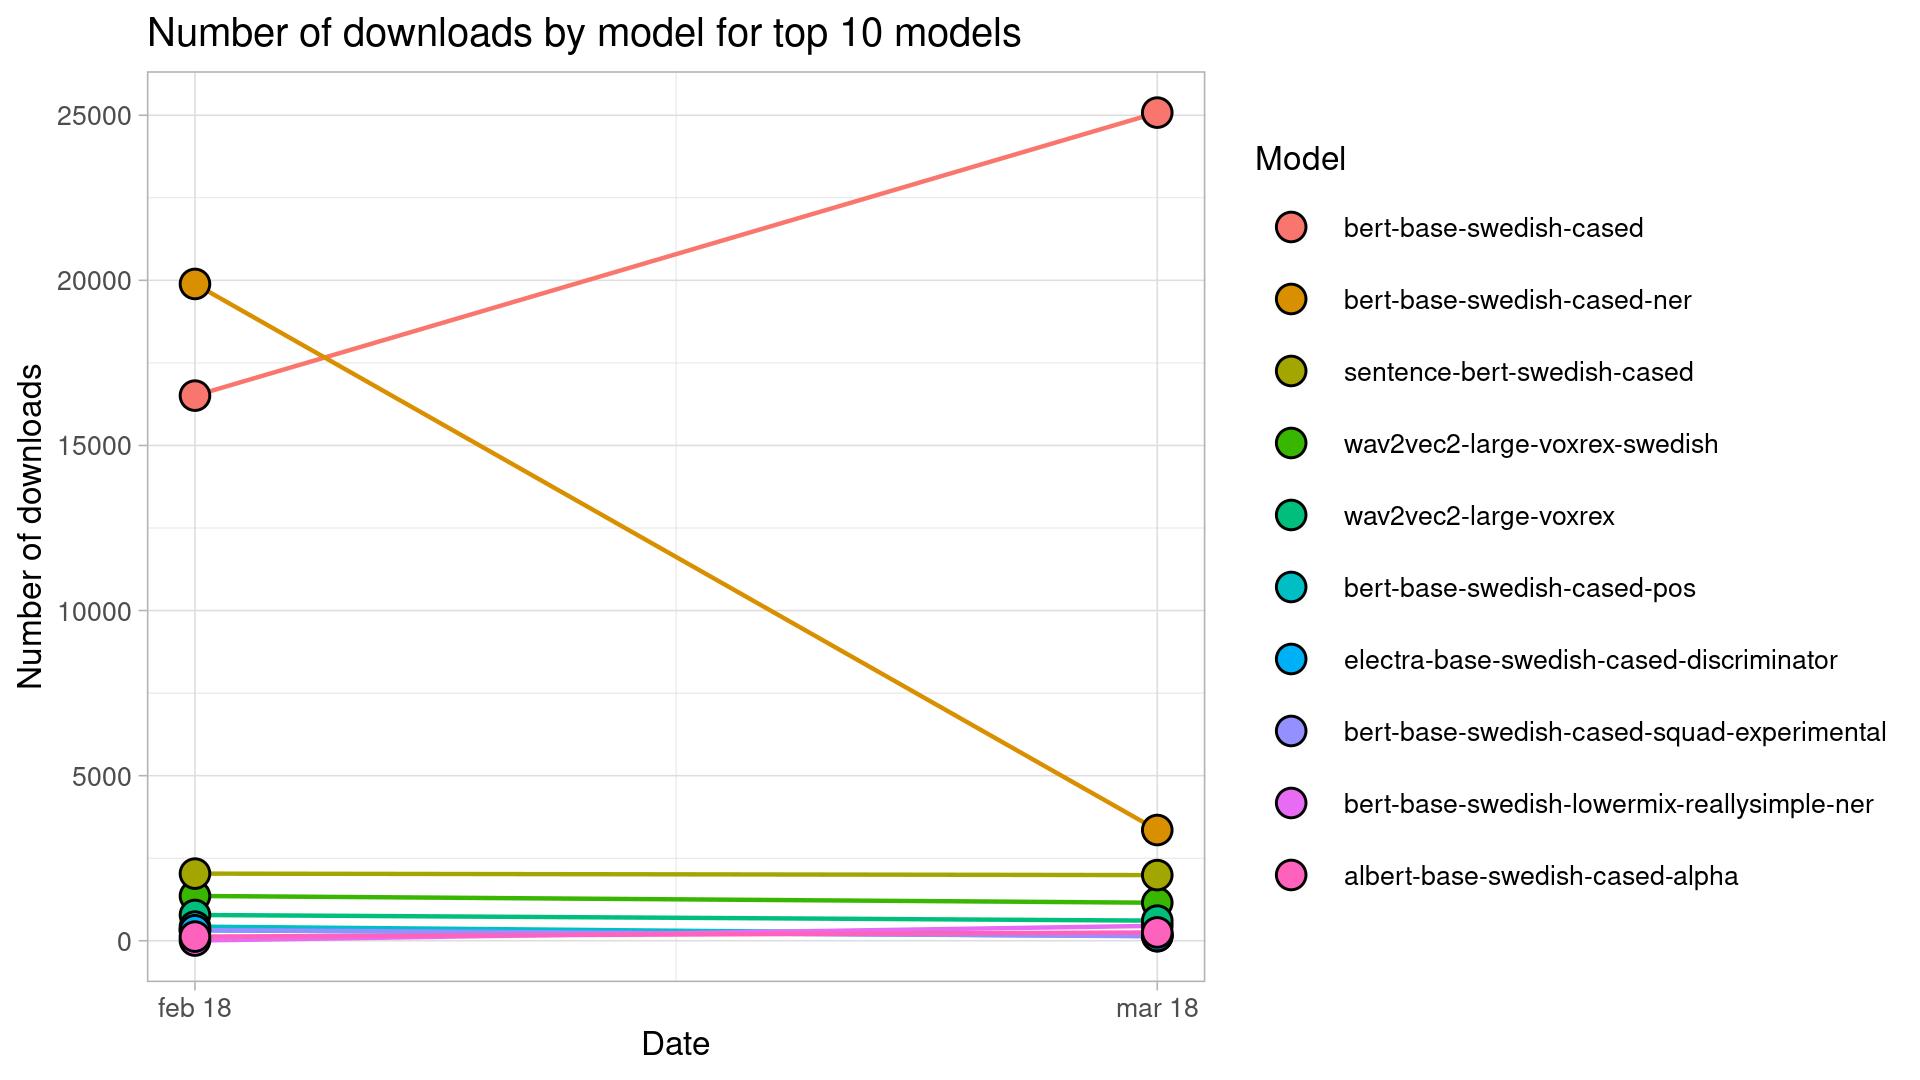 Number of downloads by model for top 10 models
25000
20000
15000
10000
5000
0
Number of downloads
feb 18
mar 18
Date
Model
bert-base-swedish-cased
bert-base-swedish-cased-ner
sentence-bert-swedish-cased
wav2vec2-large-voxrex-swedish
wav2vec2-large-voxrex
bert-base-swedish-cased-pos
electra-base-swedish-cased-discriminator
bert-base-swedish-cased-squad-experimental
bert-base-swedish-lowermix-reallysimple-ner
albert-base-swedish-cased-alpha